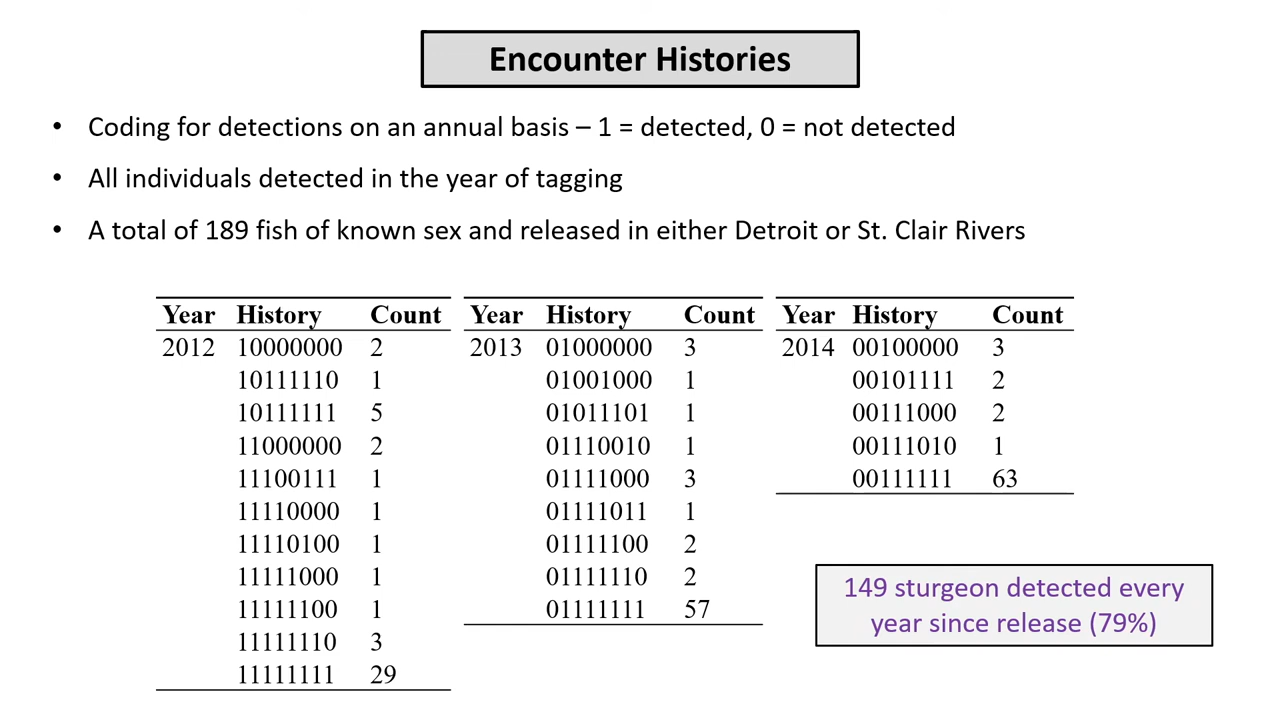 Encounter Histories
• Coding for detections on an annual basis – 1 = detected, 0 = not detected
• All individuals detected in the year of tagging
• A total of 189 fish of known sex and released in either Detroit or St. Clair Rivers
Year History Count
2012 10000000 2
10111110 1
10111111 5
11000000 2
11100111 1
11110000 1
11110100 1
11111000 1
11111100 1
11111110 3
11111111 29
Year History Count
2013 01000000 3
01001000 1
01011101 1
01110010 1
01111000 3
01111011 1
01111100 2
01111110 2
01111111 57
Year History Count
2014 00100000 3
00101111 2
00111000 2
00111010 1
00111111 63
149 sturgeon detected every
year since release (79%)